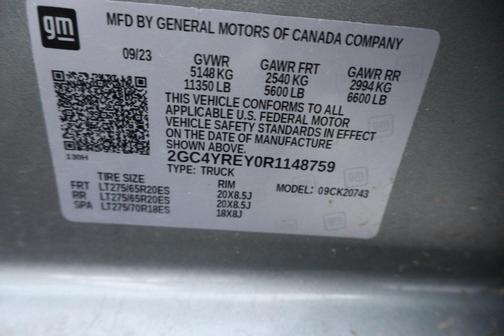 gm
MFD BY GENERAL MOTORS OF CANADA COMPANY
09/23 GVWR GAWR FRT GAWR RR
5148 KG 2540 KG 2994 KG
11350 LB 5600 LB 6600 LB
THIS VEHICLE CONFORMS TO ALL
APPLICABLE U.S. FEDERAL MOTOR
VEHICLE SAFETY STANDARDS IN EFFECT
ON THE DATE OF MANUFACTURE
SHOWN ABOVE.
130H 2GC4YREY0R1148759
TYPE: TRUCK
TIRE SIZE RIM MODEL: 09CK20743
FRT LT275/65R20ES 20X8.5J
RR LT275/65R20ES 20X8.5J
SPA LT275/70R18ES 18X8J